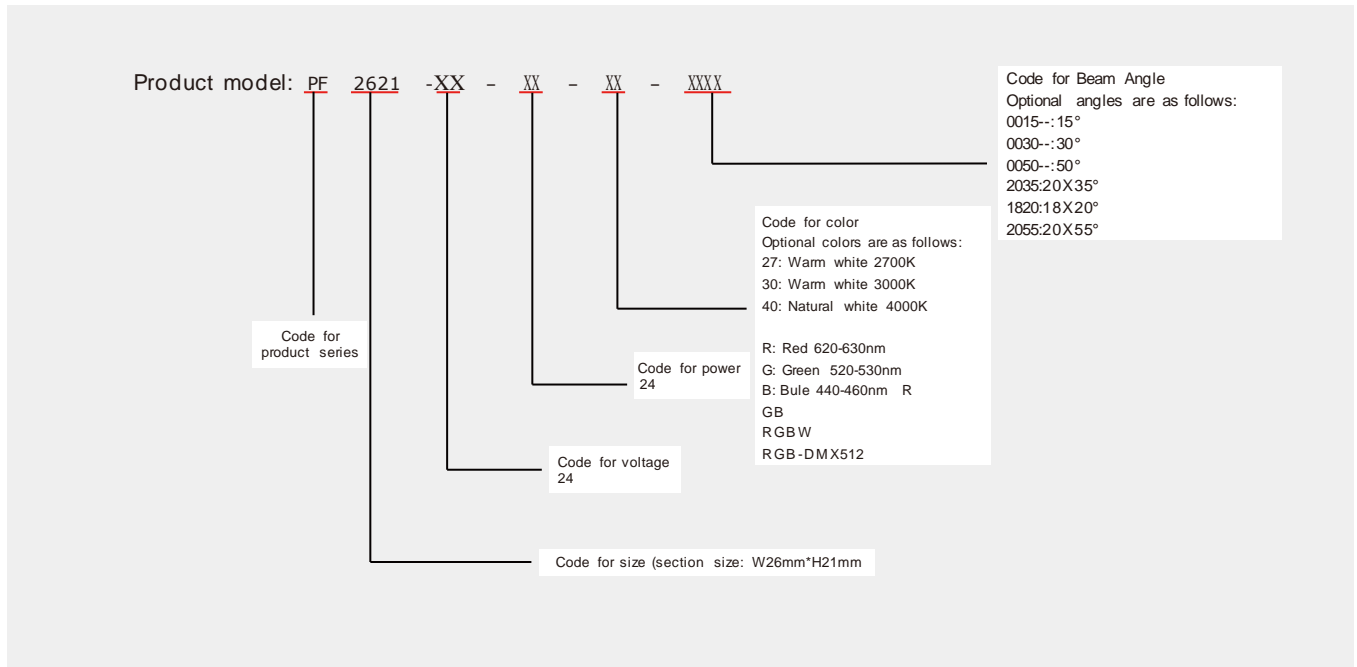 Product model: PF 2621 -XX - XX - XX - XXXX
Code for Beam Angle
Optional angles are as follows:
0015--:15°
0030--:30°
0050--:50°
2035:20X35°
1820:18X20°
2055:20X55°
Code for color
Optional colors are as follows:
27: Warm white 2700K
30: Warm white 3000K
40: Natural white 4000K
R: Red 620-630nm
G: Green 520-530nm
B: Bule 440-460nm R
GB
RGBW
RGB-DMX512
Code for
product series
Code for power
24
Code for voltage
24
Code for size (section size: W26mm*H21mm